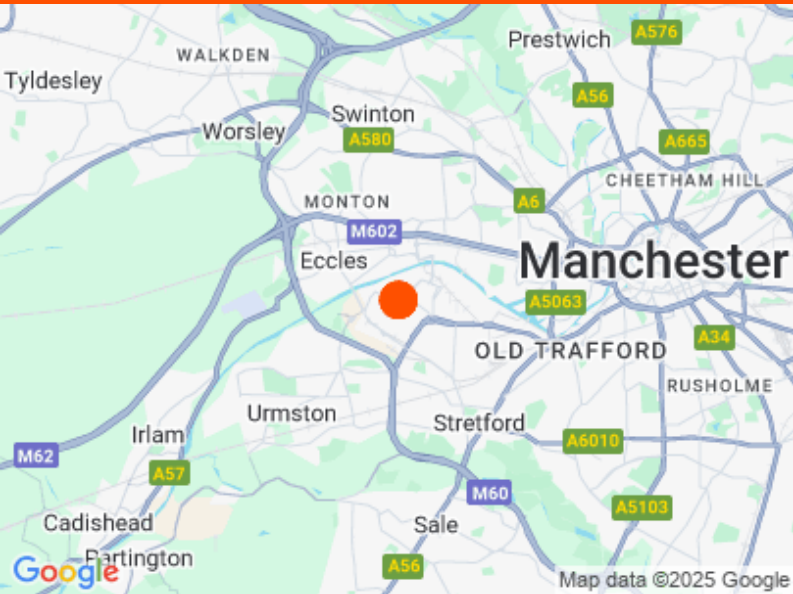 Prestwich
A576
WALKDEN
Tyldesley
A56
Swinton
Worsley
A580
A665
CHEETHAM HILL
A6
MONTON
M602
Eccles
Manchester
A5063
A34
OLD TRAFFORD
RUSHOLME
Urmston
Stretford
Irlam
A6010
M62
A57
M60
A5103
Cadishead
Sale
Partington
A56
Google
Map data ©2025 Google